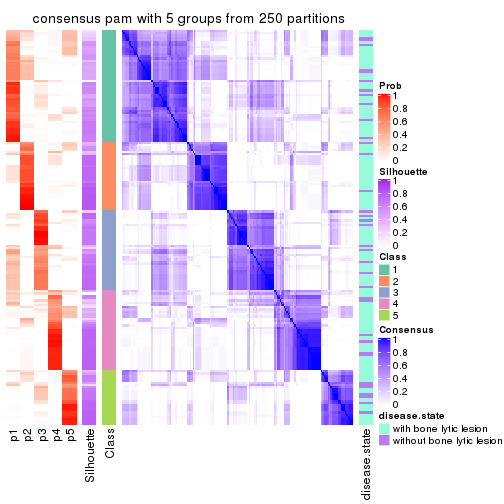 consensus pam with 5 groups from 250 partitions
Prob
1
0.8
0.6
0.4
0.2
0
Silhouette
1
0.8
0.6
0.4
0.2
0
Class
1
2
3
4
5
Consensus
1
0.8
0.6
0.4
0.2
0
disease.state
with bone lytic lesion
without bone lytic lesion
p1
p2
p3
p4
p5
Silhouette
Class
disease.state